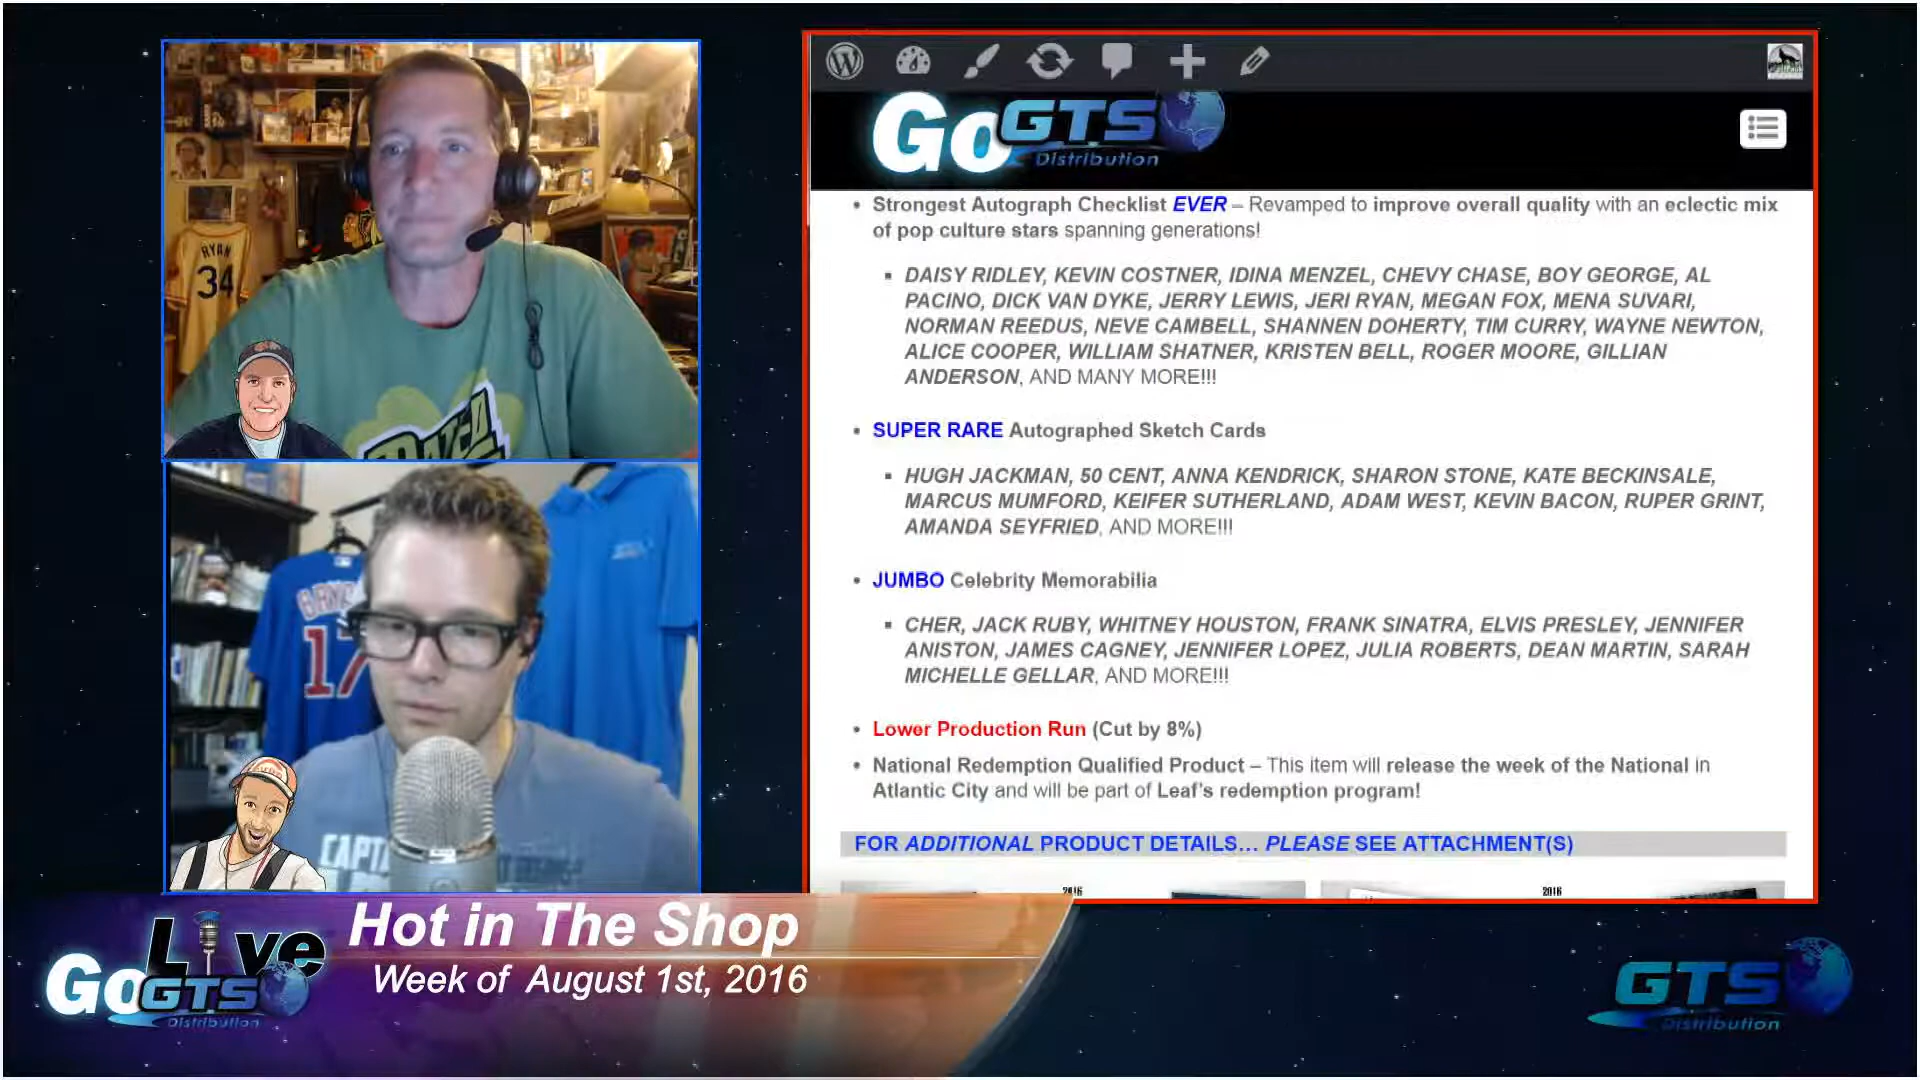 RYAN
34
BRYA
17
CAPTA
GoGTS
Distribution
• Strongest Autograph Checklist EVER – Revamped to improve overall quality with an eclectic mix
of pop culture stars spanning generations!
▪ DAISY RIDLEY, KEVIN COSTNER, IDINA MENZEL, CHEVY CHASE, BOY GEORGE, AL
PACINO, DICK VAN DYKE, JERRY LEWIS, JERI RYAN, MEGAN FOX, MENA SUVARI,
NORMAN REEDUS, NEVE CAMBELL, SHANNEN DOHERTY, TIM CURRY, WAYNE NEWTON,
ALICE COOPER, WILLIAM SHATNER, KRISTEN BELL, ROGER MOORE, GILLIAN
ANDERSON, AND MANY MORE!!!
• SUPER RARE Autographed Sketch Cards
▪ HUGH JACKMAN, 50 CENT, ANNA KENDRICK, SHARON STONE, KATE BECKINSALE,
MARCUS MUMFORD, KEIFER SUTHERLAND, ADAM WEST, KEVIN BACON, RUPER GRINT,
AMANDA SEYFRIED, AND MORE!!!
• JUMBO Celebrity Memorabilia
▪ CHER, JACK RUBY, WHITNEY HOUSTON, FRANK SINATRA, ELVIS PRESLEY, JENNIFER
ANISTON, JAMES CAGNEY, JENNIFER LOPEZ, JULIA ROBERTS, DEAN MARTIN, SARAH
MICHELLE GELLAR, AND MORE!!!
• Lower Production Run (Cut by 8%)
• National Redemption Qualified Product – This item will release the week of the National in
Atlantic City and will be part of Leaf's redemption program!
FOR ADDITIONAL PRODUCT DETAILS... PLEASE SEE ATTACHMENT(S)
2016
2016
Hot in The Shop
Week of August 1st, 2016
Live
GoGTS
Distribution
GTS
Distribution